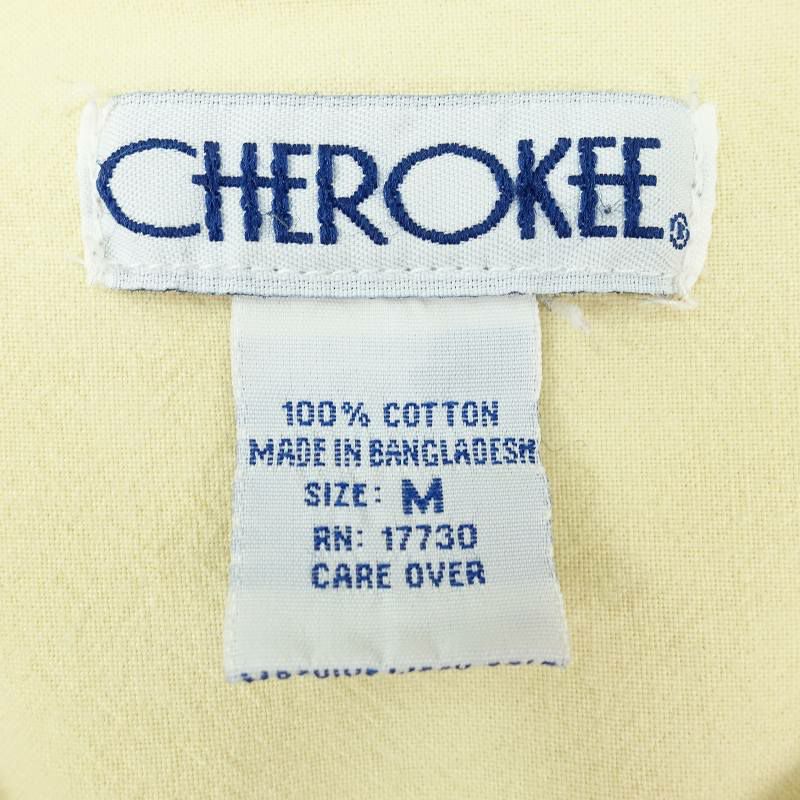 CHEROKEE®
100% COTTON
MADE IN BANGLADESH
SIZE: M
RN: 17730
CARE OVER